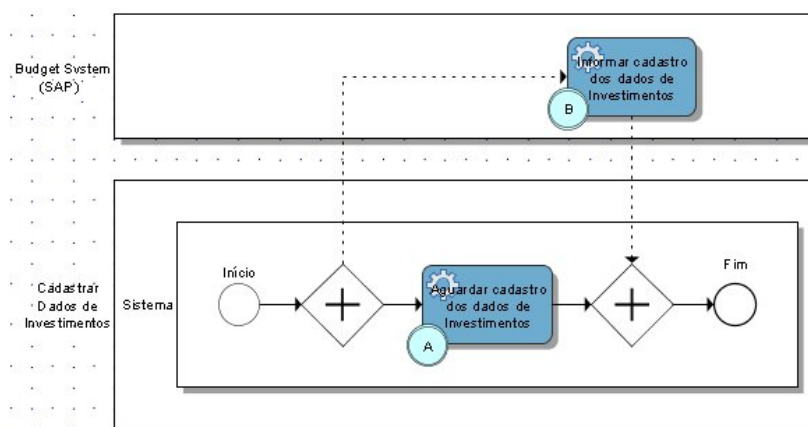 Budget System
(SAP)
Informar cadastro
dos dados de
Investimentos
B
Cadastrar
Dados de
Investimentos
Sistema
Início
Aguardar cadastro
dos dados de
Investimentos
A
Fim